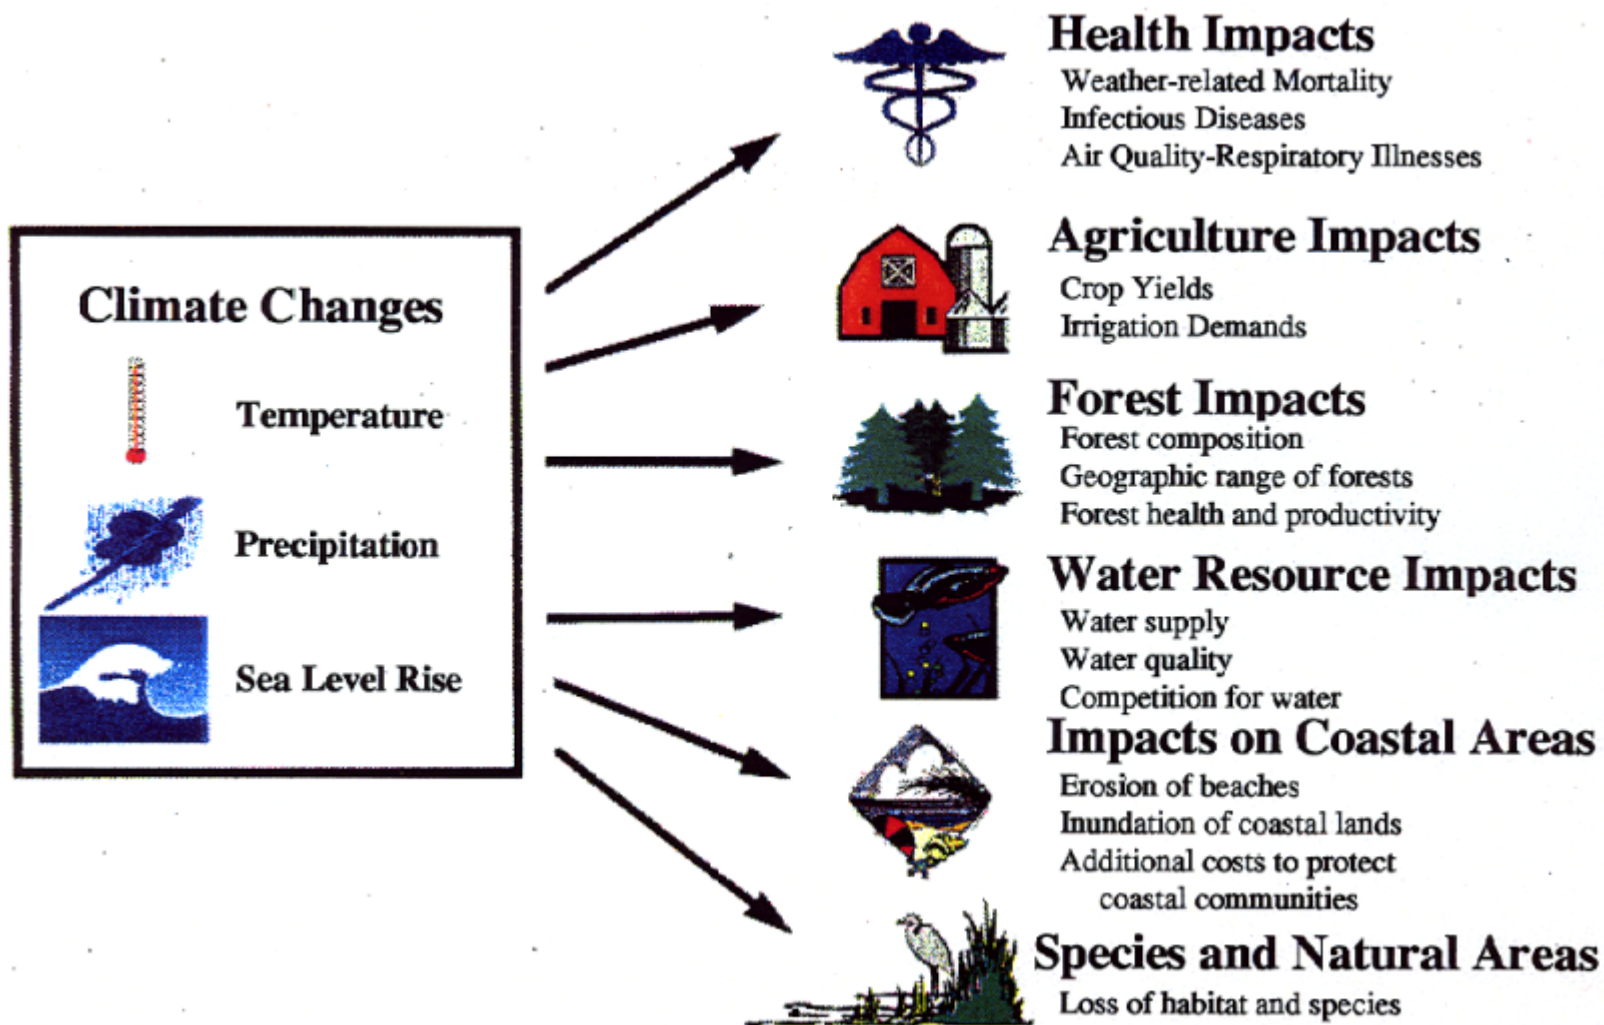 Climate Changes
Temperature
Precipitation
Sea Level Rise
Health Impacts
Weather-related Mortality
Infectious Diseases
Air Quality-Respiratory Illnesses
Agriculture Impacts
Crop Yields
Irrigation Demands
Forest Impacts
Forest composition
Geographic range of forests
Forest health and productivity
Water Resource Impacts
Water supply
Water quality
Competition for water
Impacts on Coastal Areas
Erosion of beaches
Inundation of coastal lands
Additional costs to protect
coastal communities
Species and Natural Areas
Loss of habitat and species